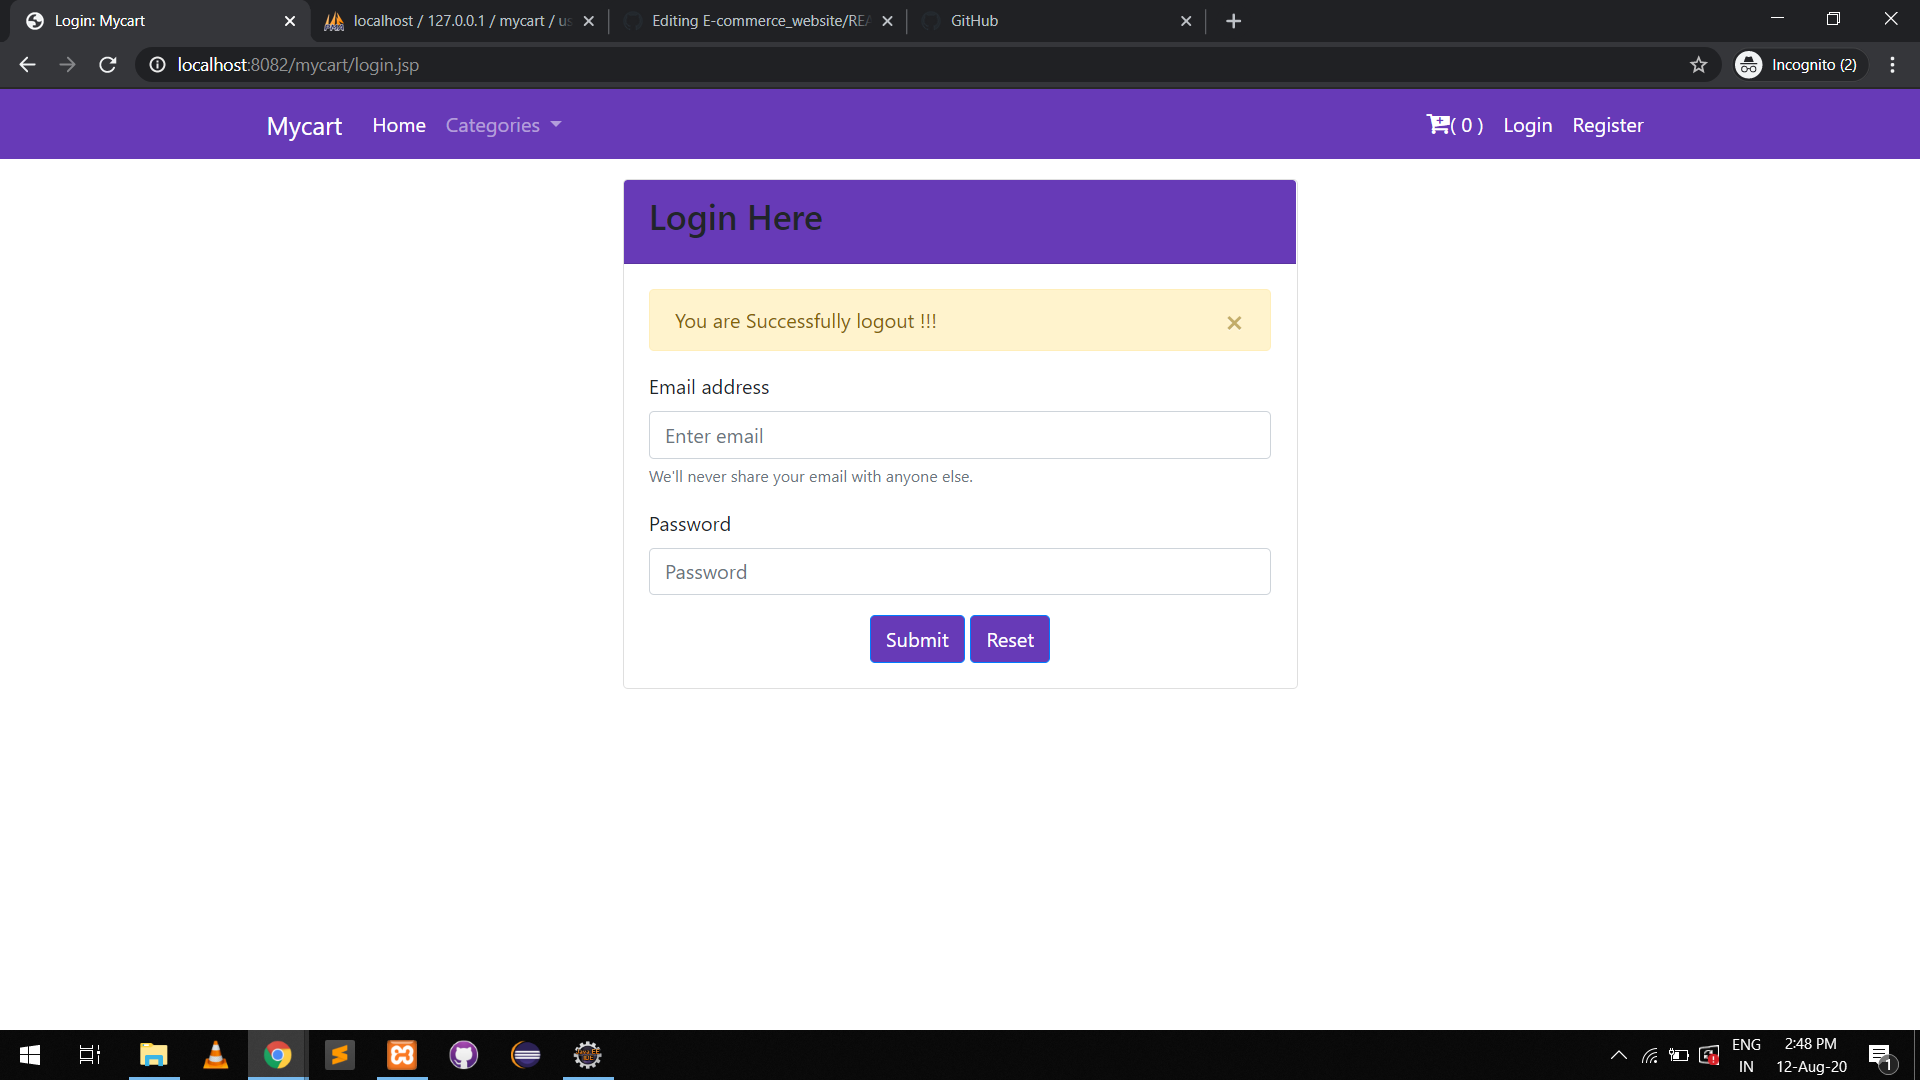 Login: Mycart
localhost / 127.0.0.1 / mycart / us
Editing E-commerce_website/REA
GitHub
localhost:8082/mycart/login.jsp
Incognito (2)
Mycart Home Categories
( 0 ) Login Register
Login Here
You are Successfully logout !!! ×
Email address
Enter email
We'll never share your email with anyone else.
Password
Password
Submit Reset
ENG
IN
2:48 PM
12-Aug-20
1